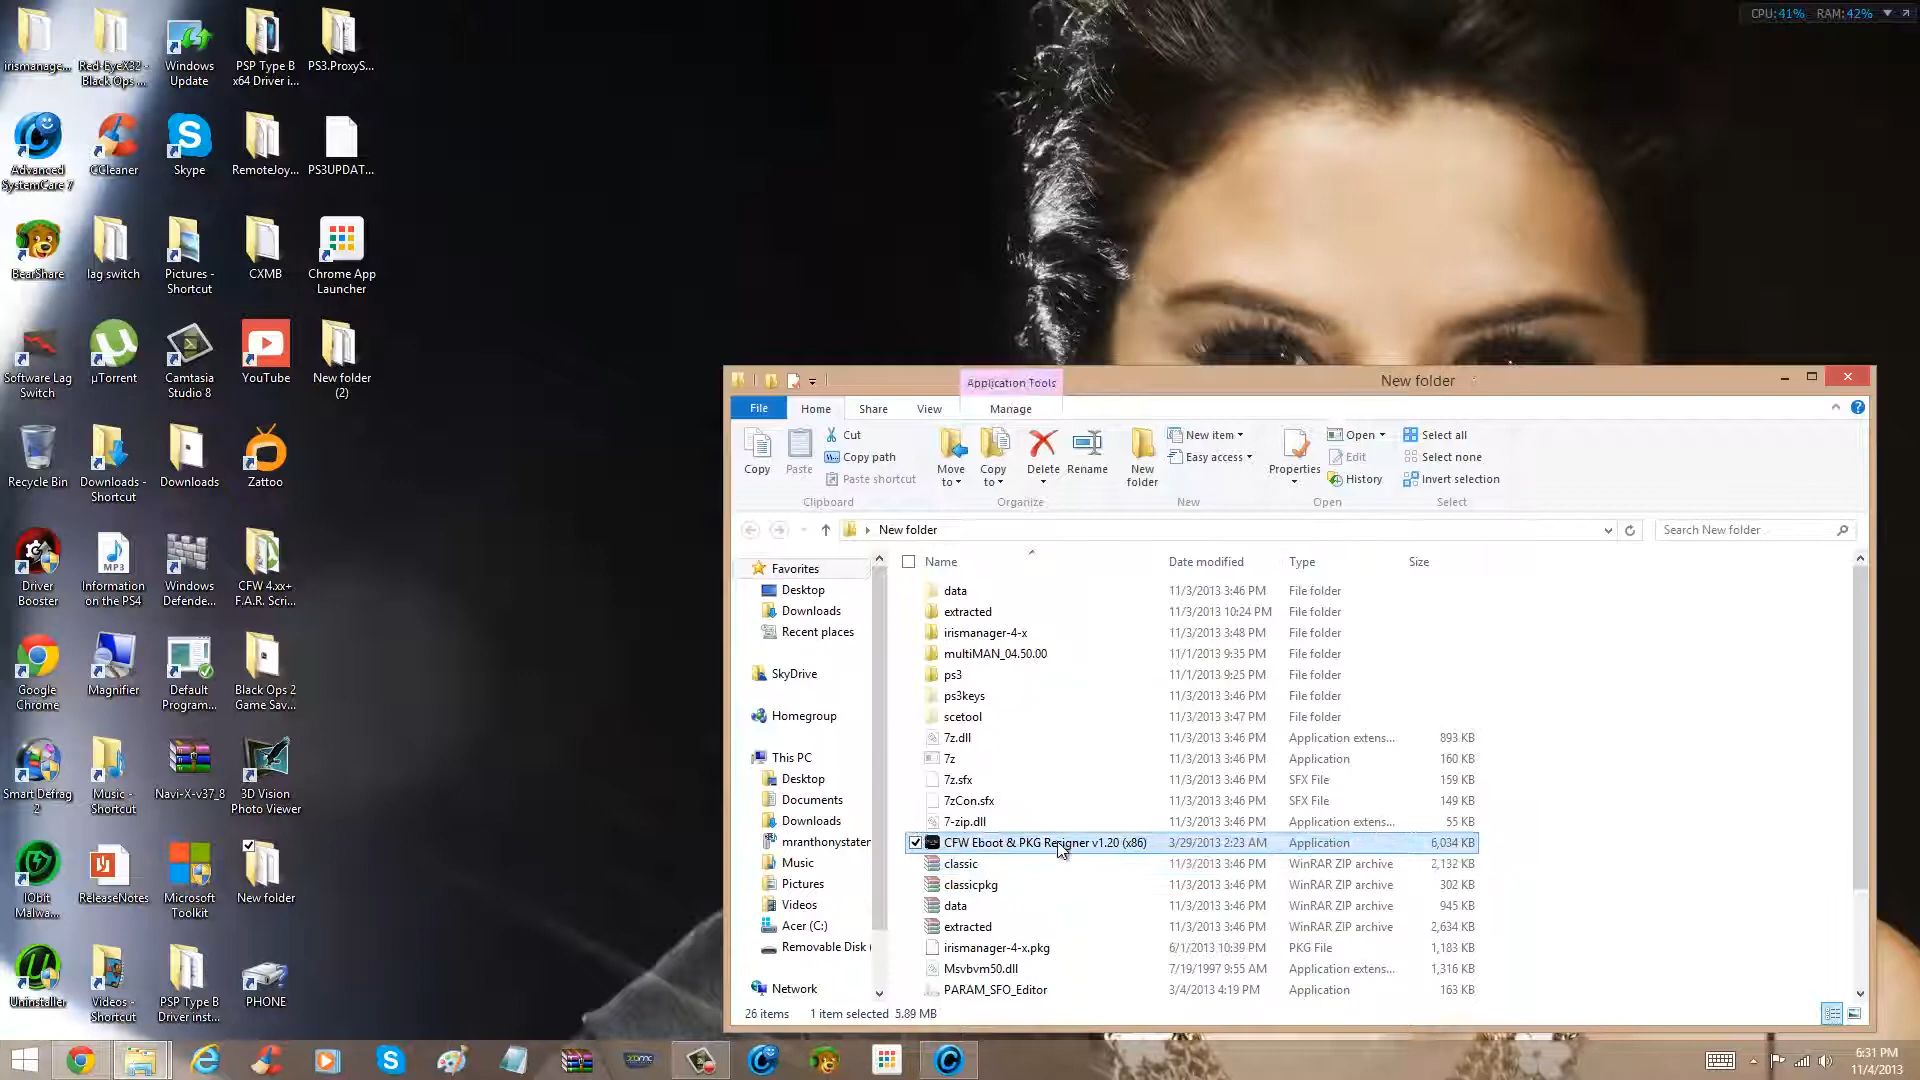 CPU: 41% RAM: 42%
irismanage...
Red-EyeX32 -
Black Ops ...
Windows
Update
PSP Type B
x64 Driver i...
PS3.ProxyS...
Advanced
SystemCare 7
CCleaner
Skype
RemoteJoy...
PS3UPDAT...
BearShare
lag switch
Pictures -
Shortcut
CXMB
Chrome App
Launcher
Software Lag
Switch
µTorrent
Camtasia
Studio 8
YouTube
New folder
(2)
Recycle Bin
Downloads -
Shortcut
Downloads
Zattoo
Driver
Booster
MP3
Information
on the PS4
Windows
Defende...
CFW 4.xx+
F.A.R. Scri...
Google
Chrome
Magnifier
Default
Program...
Black Ops 2
Game Sav...
Smart Defrag
2
Music -
Shortcut
Navi-X-v37_8
3D Vision
Photo Viewer
IObit
Malwa...
ReleaseNotes
Microsoft
Toolkit
New folder
Uninstaller
Videos -
Shortcut
PSP Type B
Driver inst...
PHONE
Application Tools
New folder
File
Home
Share
View
Manage
Copy
Paste
Cut
Copy path
Paste shortcut
Clipboard
Move
to
Copy
to
Delete
Rename
Organize
New
folder
New item
Easy access
New
Properties
Open
Edit
History
Open
Select all
Select none
Invert selection
Select
New folder
Search New folder
Favorites
Desktop
Downloads
Recent places
SkyDrive
Homegroup
This PC
Desktop
Documents
Downloads
mranthonystater
Music
Pictures
Videos
Acer (C:)
Removable Disk (
Network
Name Date modified Type Size
data 11/3/2013 3:46 PM File folder
extracted 11/3/2013 10:24 PM File folder
irismanager-4-x 11/3/2013 3:48 PM File folder
multiMAN_04.50.00 11/1/2013 9:35 PM File folder
ps3 11/1/2013 9:25 PM File folder
ps3keys 11/3/2013 3:46 PM File folder
scetool 11/3/2013 3:47 PM File folder
7z.dll 11/3/2013 3:46 PM Application extens... 893 KB
7z 11/3/2013 3:46 PM Application 160 KB
7z.sfx 11/3/2013 3:46 PM SFX File 159 KB
7zCon.sfx 11/3/2013 3:46 PM SFX File 149 KB
7-zip.dll 11/3/2013 3:46 PM Application extens... 55 KB
CFW Eboot & PKG Resigner v1.20 (x86) 3/29/2013 2:23 AM Application 6,034 KB
classic 11/3/2013 3:46 PM WinRAR ZIP archive 2,132 KB
classicpkg 11/3/2013 3:46 PM WinRAR ZIP archive 302 KB
data 11/3/2013 3:46 PM WinRAR ZIP archive 945 KB
extracted 11/3/2013 3:46 PM WinRAR ZIP archive 2,634 KB
irismanager-4-x.pkg 6/1/2013 10:39 PM PKG File 1,183 KB
Msvbvm50.dll 7/19/1997 9:55 AM Application extens... 1,316 KB
PARAM_SFO_Editor 3/4/2013 4:19 PM Application 163 KB
26 items 1 item selected 5.89 MB
xbmc
6:31 PM
11/4/2013